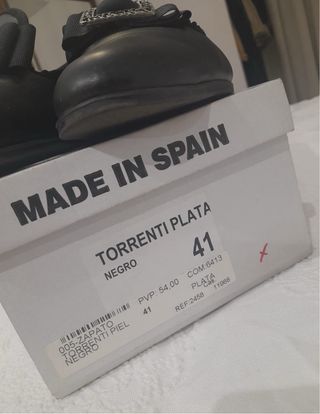 MADE IN SPAIN
TORRENTI PLATA
NEGRO
41
PVP: 54,00
COM:6413
41
PLATA
REF:2458
11966
005-ZAPATO
TORRENTI PIEL
NEGRO